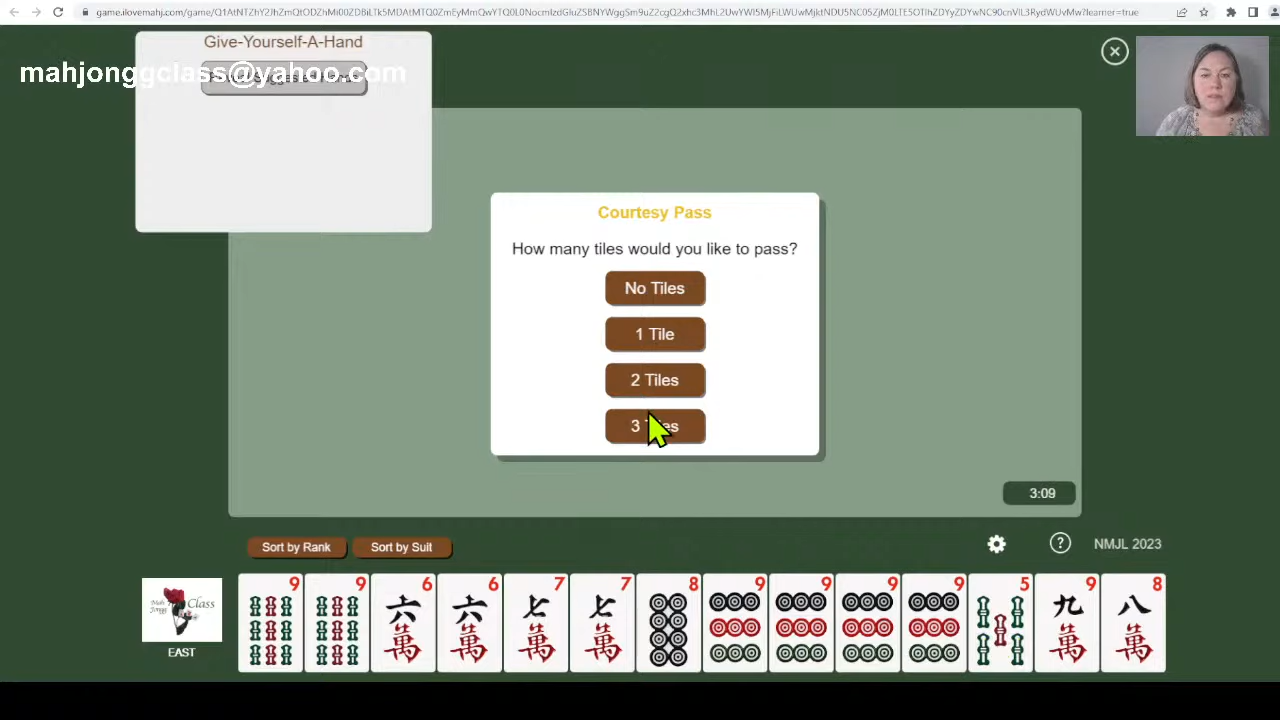 Give-Yourself-A-Hand
mahjonggclass@yahoo.com
Courtesy Pass
How many tiles would you like to pass?
No Tiles
1 Tile
2 Tiles
3
3:09
Sort by Rank
Sort by Suit
NMJL 2023
Mah Jongg Class
EAST
9 9 6 6 7 7 8 9 9 9 9 5 9 8
六 六 七 七 九 八
萬 萬 萬 萬 萬 萬